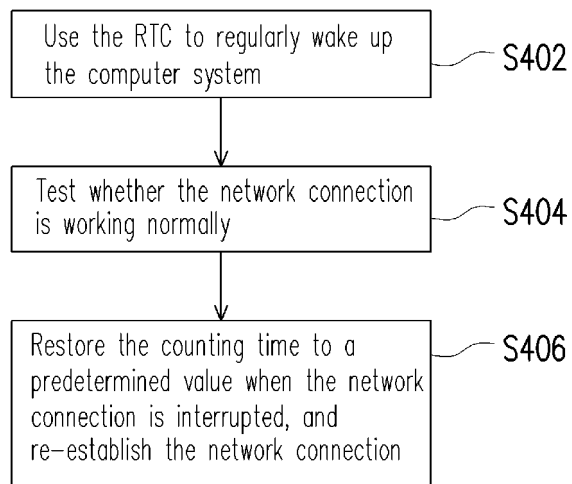 Use the RTC to regularly wake up
the computer system
S402
Test whether the network connection
is working normally
S404
Restore the counting time to a
predetermined value when the network
connection is interrupted, and
re-establish the network connection
S406